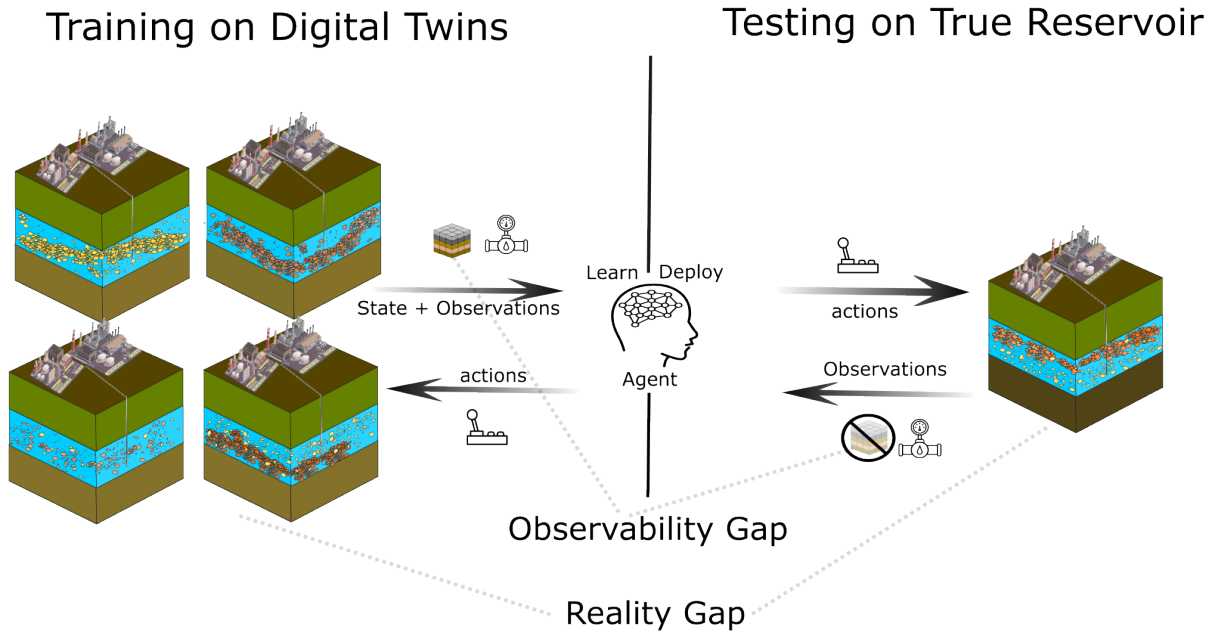 Training on Digital Twins
Testing on True Reservoir
Learn
Deploy
State + Observations
actions
actions
Observations
Agent
Observability Gap
Reality Gap